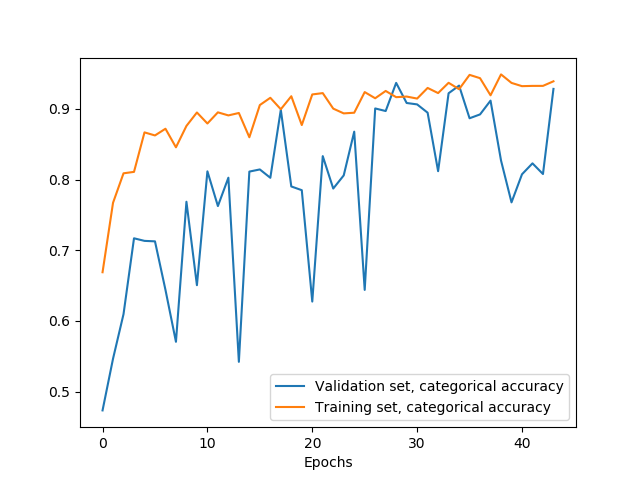 0.9
0.8
0.7
0.6
0.5
Validation set, categorical accuracy
Training set, categorical accuracy
0 10 20 30 40
Epochs